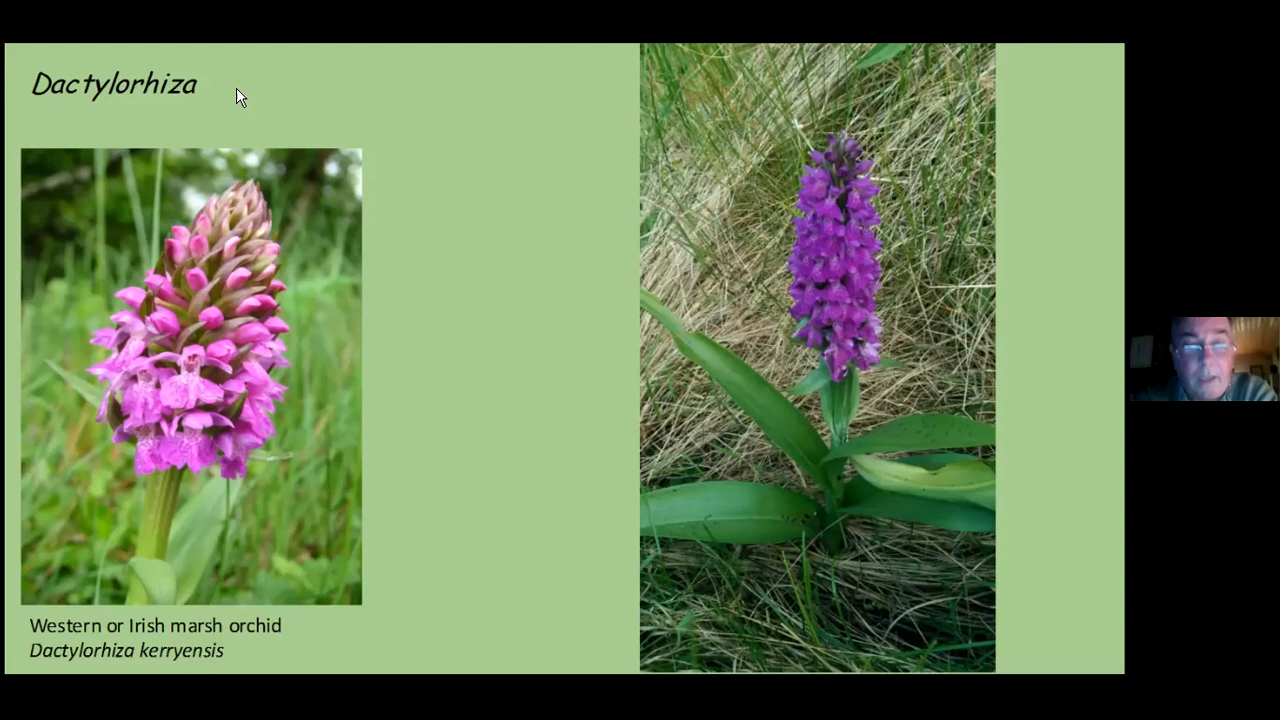 Dactylorhiza
Western or Irish marsh orchid
Dactylorhiza kerryensis